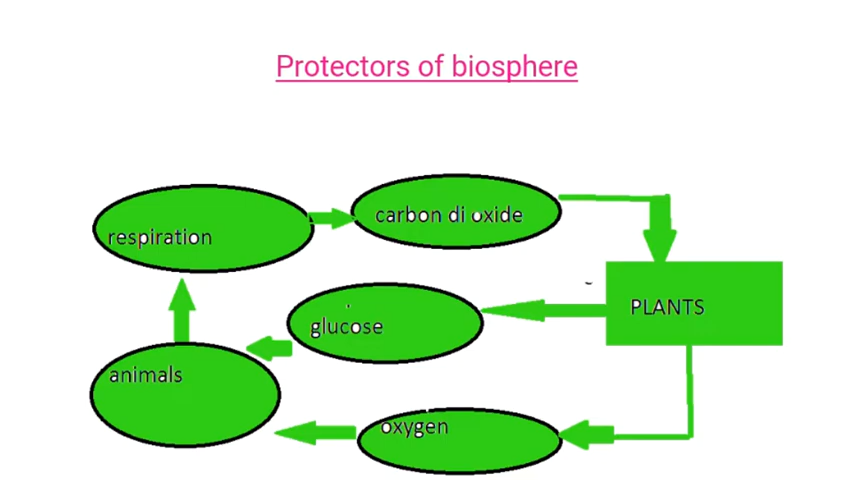 Protectors of biosphere
carbon di oxide
respiration
PLANTS
glucose
animals
oxygen